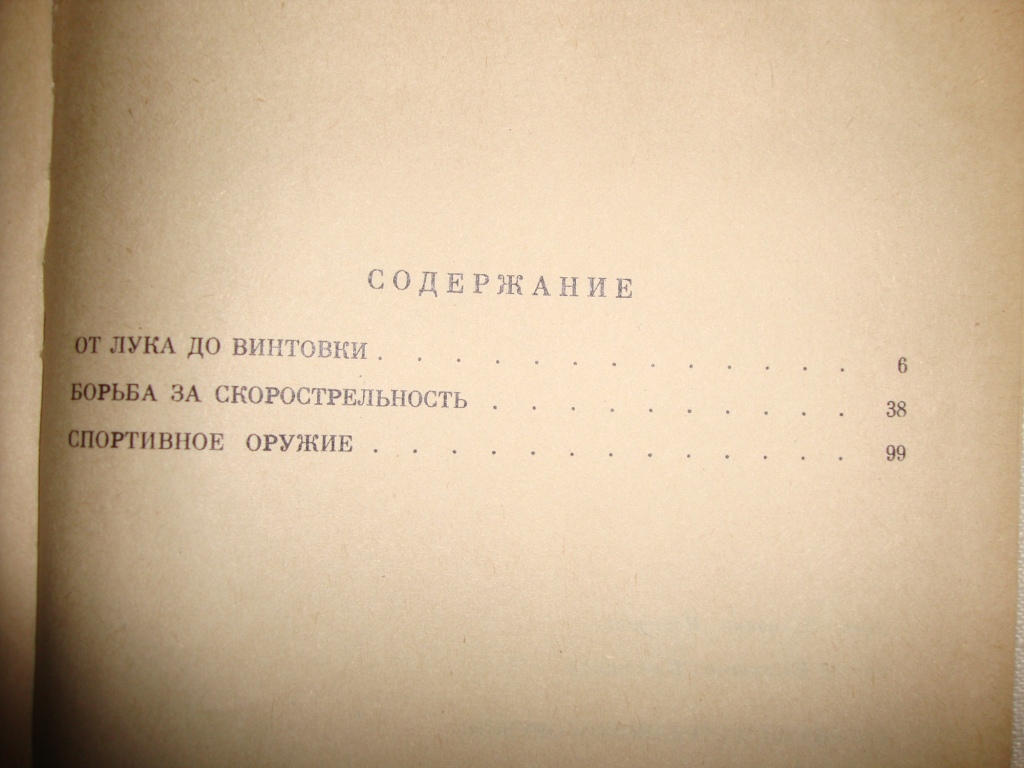 СОДЕРЖАНИЕ
ОТ ЛУКА ДО ВИНТОВКИ . . . . . . . . . . . . . 6
БОРЬБА ЗА СКОРОСТРЕЛЬНОСТЬ . . . . . . . . . . 38
СПОРТИВНОЕ ОРУЖИЕ . . . . . . . . . . . . . 99